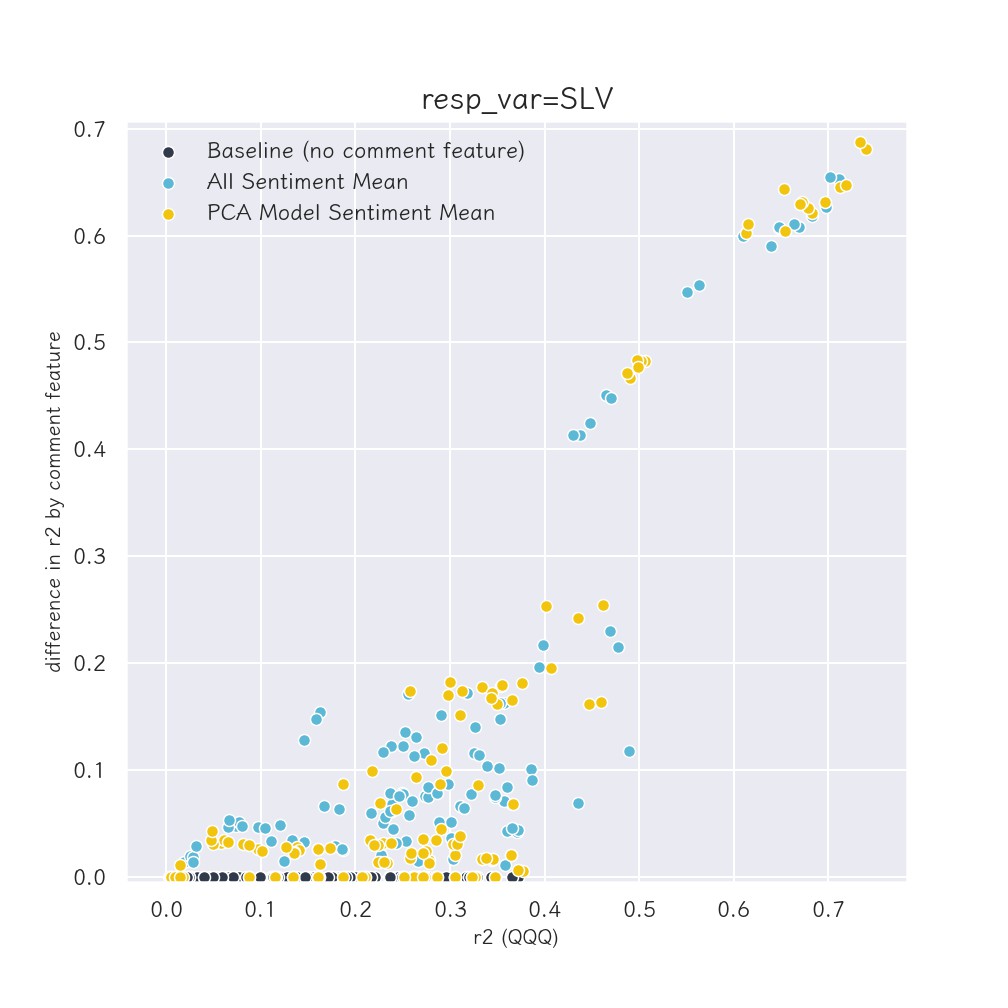 resp_var=SLV
Baseline (no comment feature)
All Sentiment Mean
PCA Model Sentiment Mean
difference in r2 by comment feature
0.7
0.6
0.5
0.4
0.3
0.2
0.1
0.0
0.0 0.1 0.2 0.3 0.4 0.5 0.6 0.7
r2 (QQQ)